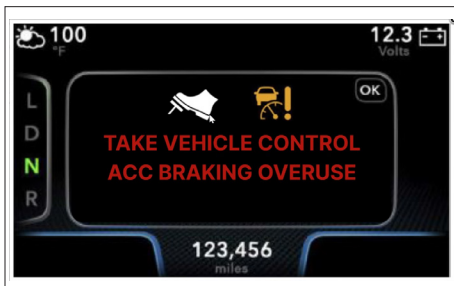 100
°F
12.3
Volts
OK
L
D
N
R
TAKE VEHICLE CONTROL
ACC BRAKING OVERUSE
123,456
miles